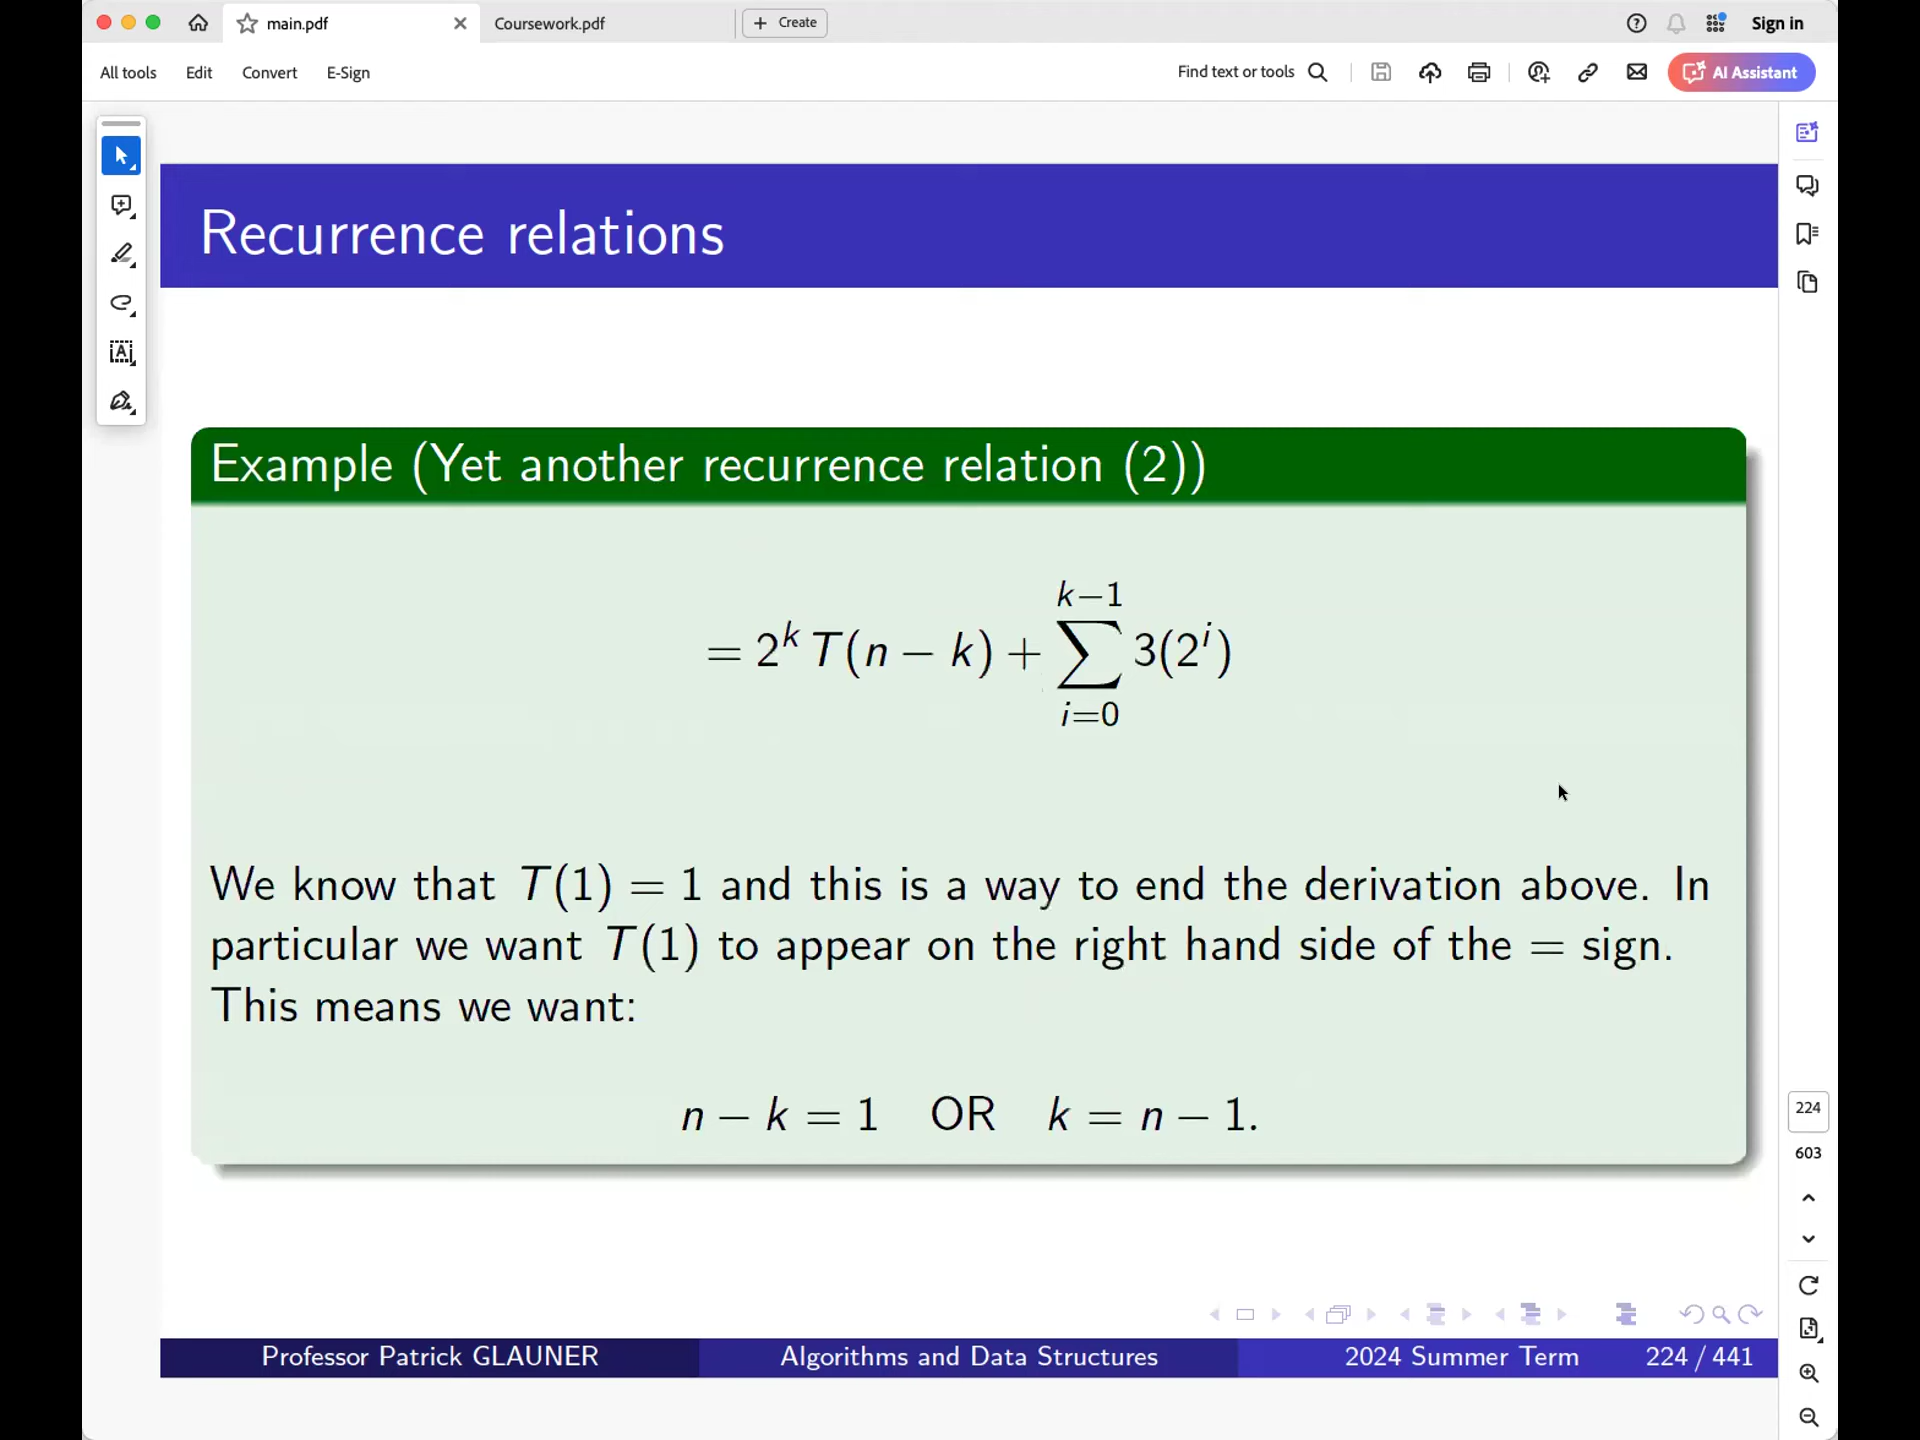 main.pdf
Coursework.pdf
Create
Sign in
All tools
Edit
Convert
E-Sign
Find text or tools
AI Assistant
Recurrence relations
Example (Yet another recurrence relation (2))
= 2^k T(n − k) + ∑_{i=0}^{k−1} 3(2^i)
We know that T(1) = 1 and this is a way to end the derivation above. In
particular we want T(1) to appear on the right hand side of the = sign.
This means we want:
n − k = 1 OR k = n − 1.
224
603
Professor Patrick GLAUNER
Algorithms and Data Structures
2024 Summer Term
224 / 441